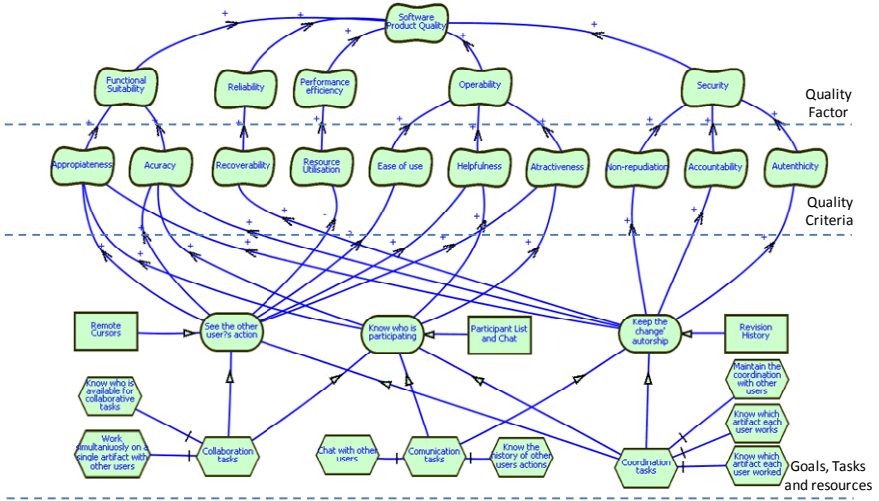 Software
Product Quality
Functional
Suitability
Reliability
Performance
efficiency
Operability
Security
Quality
Factor
Appropiateness
Acuracy
Recoverability
Resource
Utilisation
Ease of use
Helpfulness
Atractiveness
Non-repudiation
Accountability
Autenthicity
Quality
Criteria
Remote
Cursors
See the other
user?s action
Know who is
participating
Participant List
and Chat
Keep the
change'
autorship
Revision
History
Know who is
available for
collaborative
tasks
Maintain the
coordination
with other
users
Work
simultaniuosly on a
single artifact with
other users
Collaboration
tasks
Chat with other
users
Comunication
tasks
Know the
history of other
users actions
Coordination
tasks
Know which
artifact each
user works
Know which
artifact each
user worked
Goals, Tasks
and resources